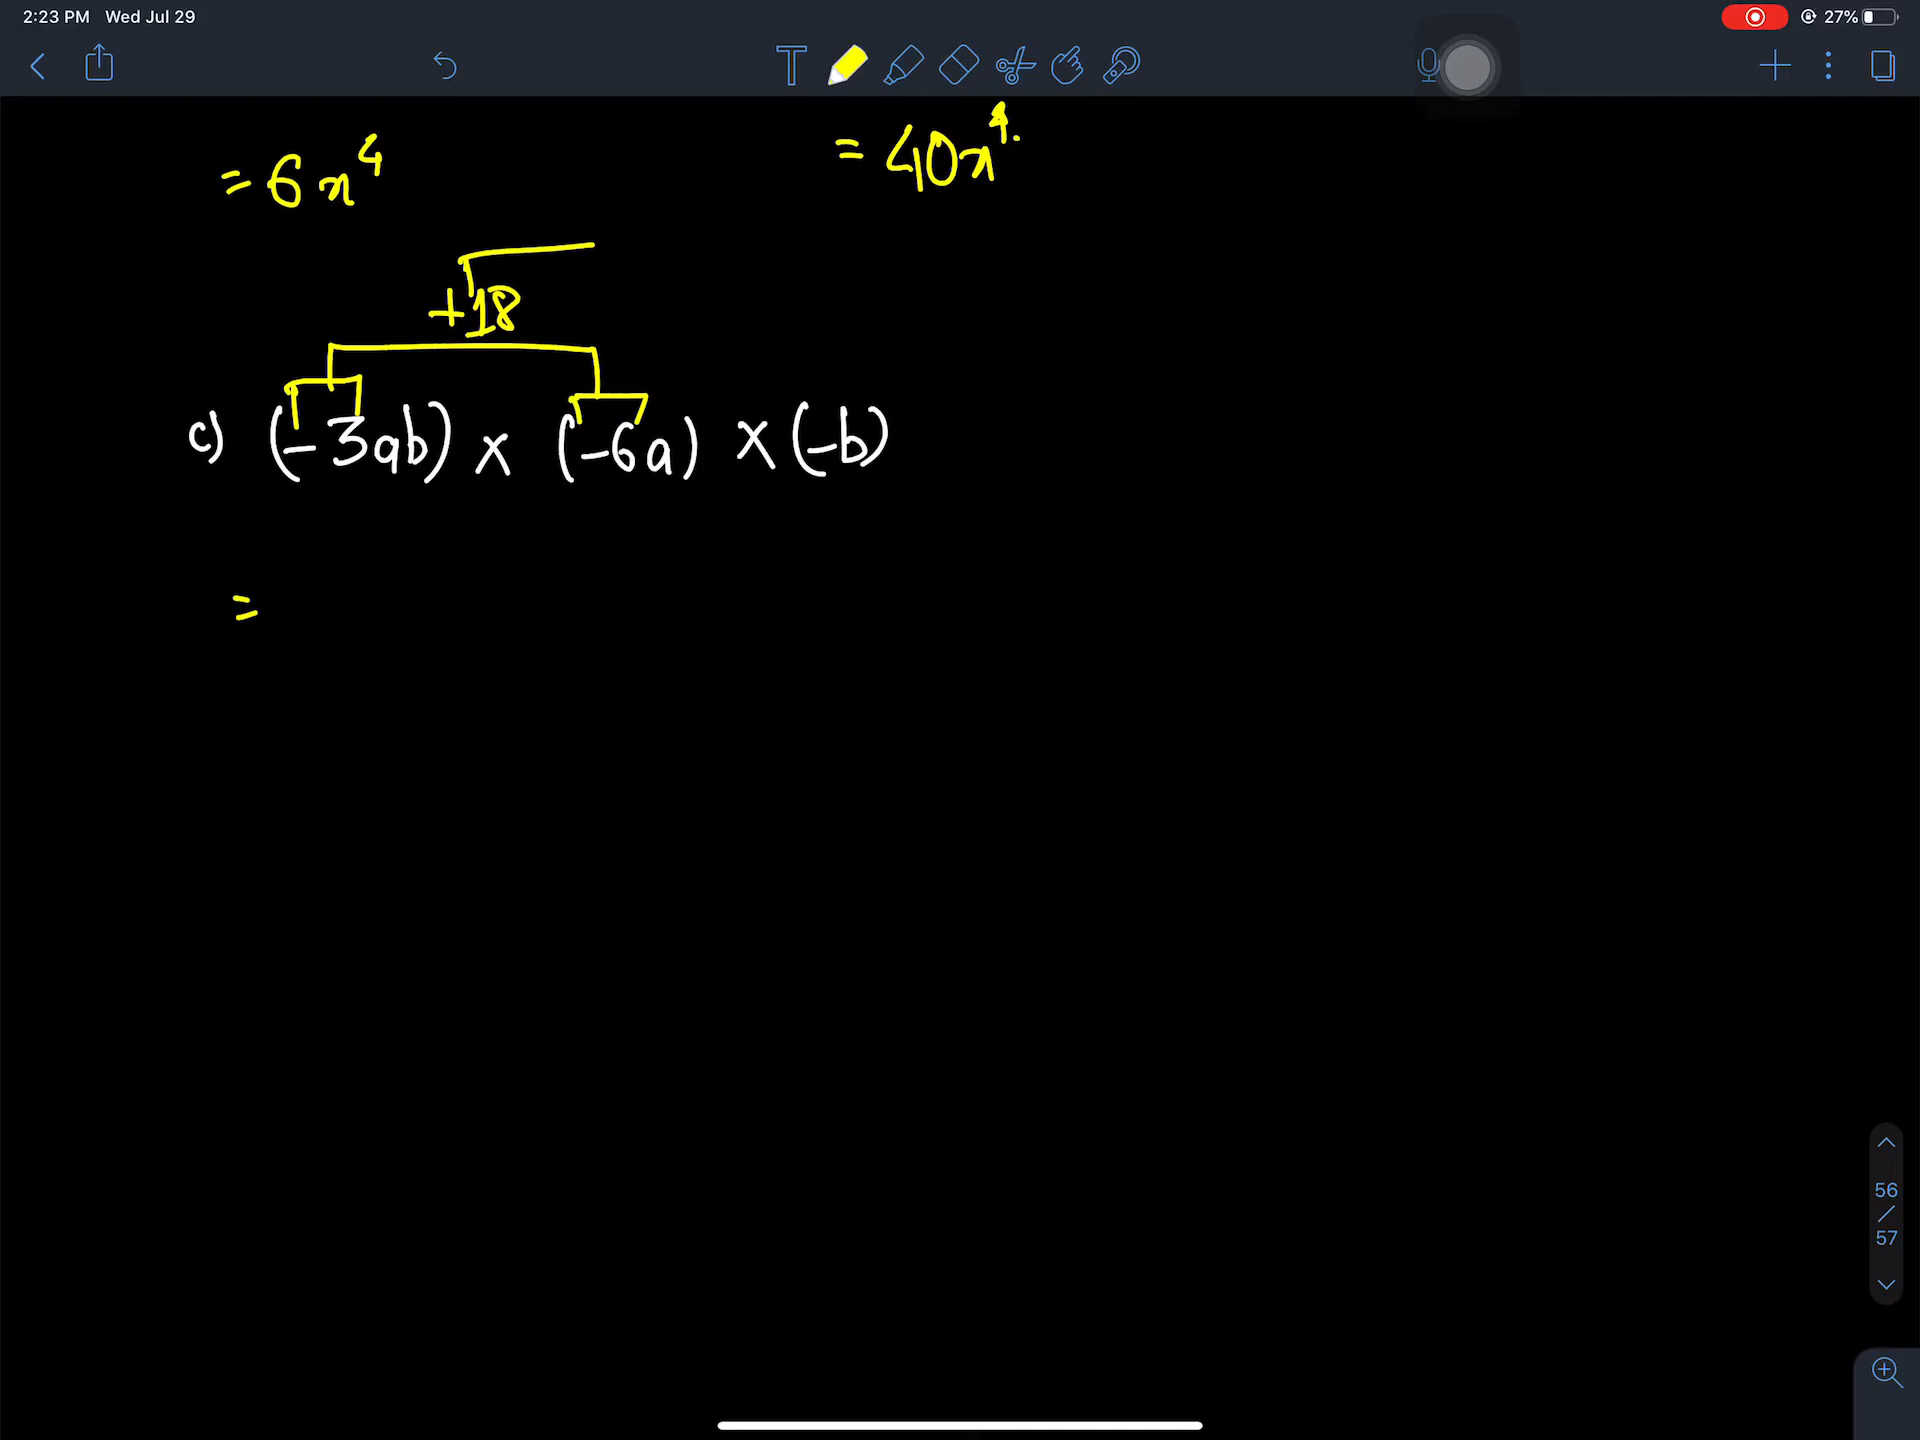 2:23 PM Wed Jul 29
27%
= 6x⁴
= 40x⁴.
+18
c) (-3ab) × (-6a) × (-b)
=
56
/
57